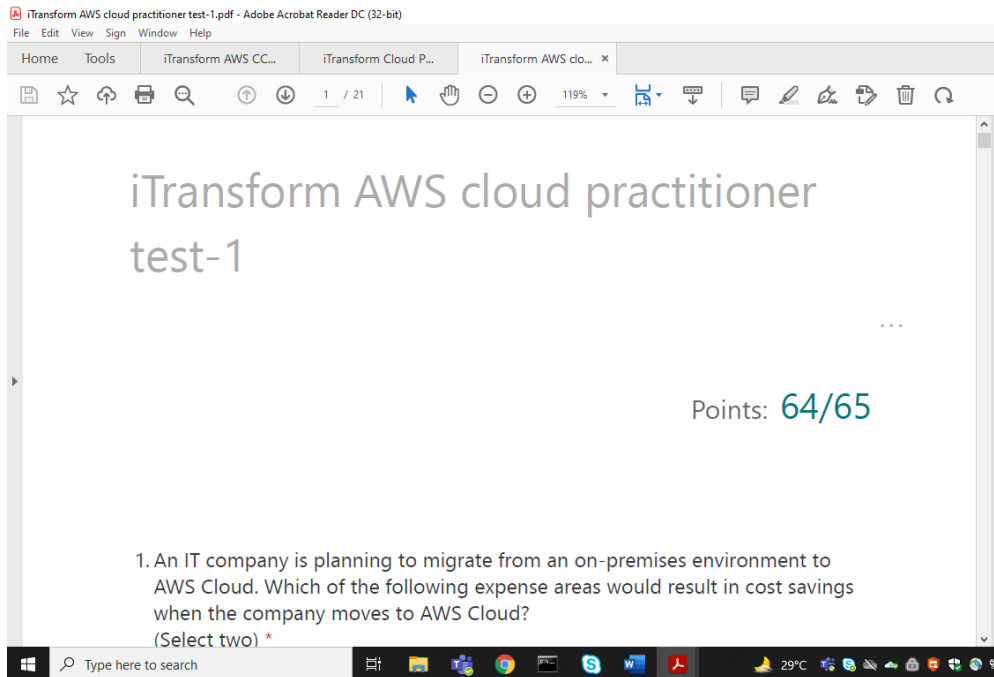 iTransform AWS cloud practitioner test-1.pdf - Adobe Acrobat Reader DC (32-bit)
File Edit View Sign Window Help
Home Tools iTransform AWS CC... iTransform Cloud P... iTransform AWS clo... ×
1 / 21 119%
iTransform AWS cloud practitioner
test-1
...
Points: 64/65
1. An IT company is planning to migrate from an on-premises environment to
AWS Cloud. Which of the following expense areas would result in cost savings
when the company moves to AWS Cloud?
(Select two) *
Type here to search 29°C